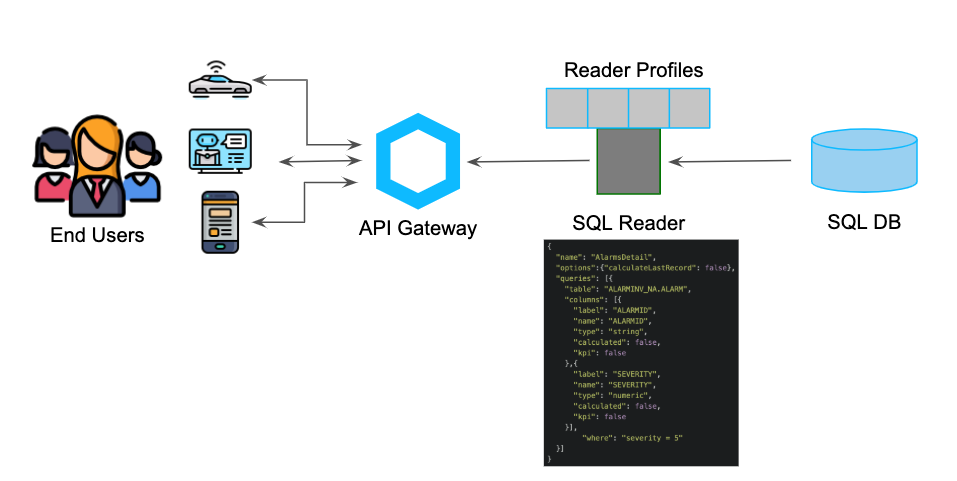 Reader Profiles
End Users
API Gateway
SQL Reader
SQL DB
{
"name": "AlarmsDetail",
"options":{"calculateLastRecord": false},
"queries": [{
"table": "ALARMINV_NA.ALARM",
"columns": [{
"label": "ALARMID",
"name": "ALARMID",
"type": "string",
"calculated": false,
"kpi": false
},{
"label": "SEVERITY",
"name": "SEVERITY",
"type": "numeric",
"calculated": false,
"kpi": false
}],
"where": "severity = 5"
}]
}